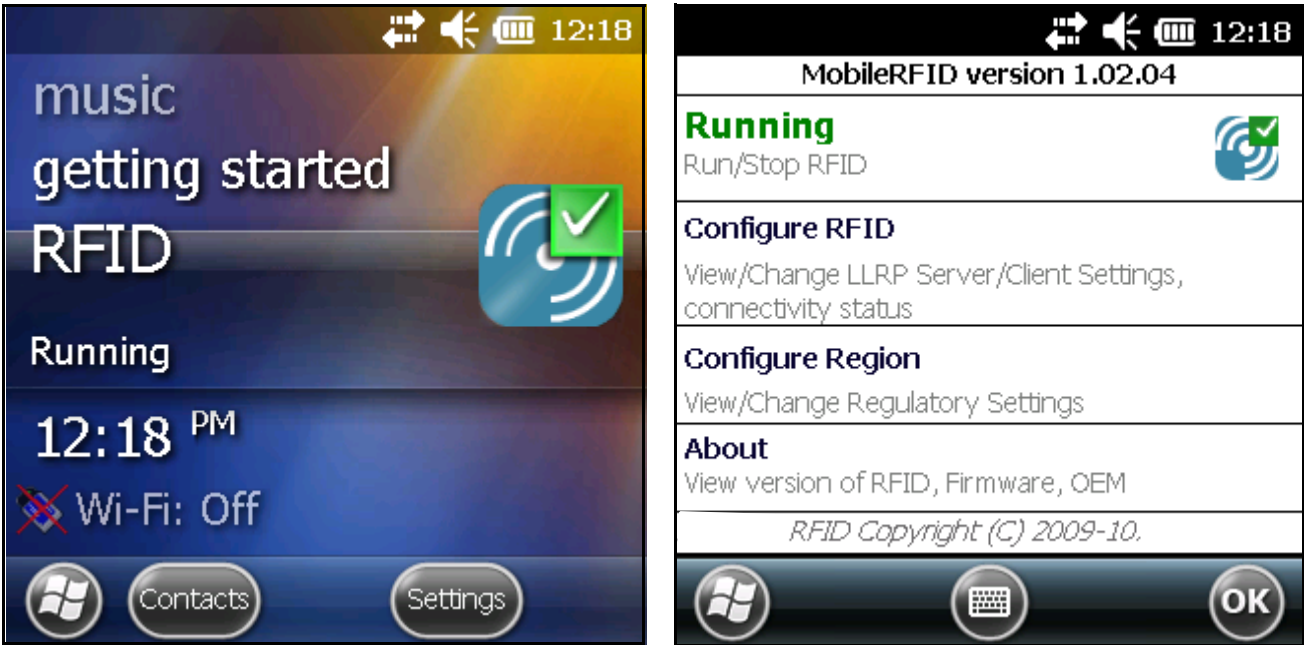 12:18
music
getting started
RFID
Running
12:18 PM
Wi-Fi: Off
Contacts
Settings
12:18
MobileRFID version 1.02.04
Running
Run/Stop RFID
Configure RFID
View/Change LLRP Server/Client Settings,
connectivity status
Configure Region
View/Change Regulatory Settings
About
View version of RFID, Firmware, OEM
RFID Copyright (C) 2009-10.
OK